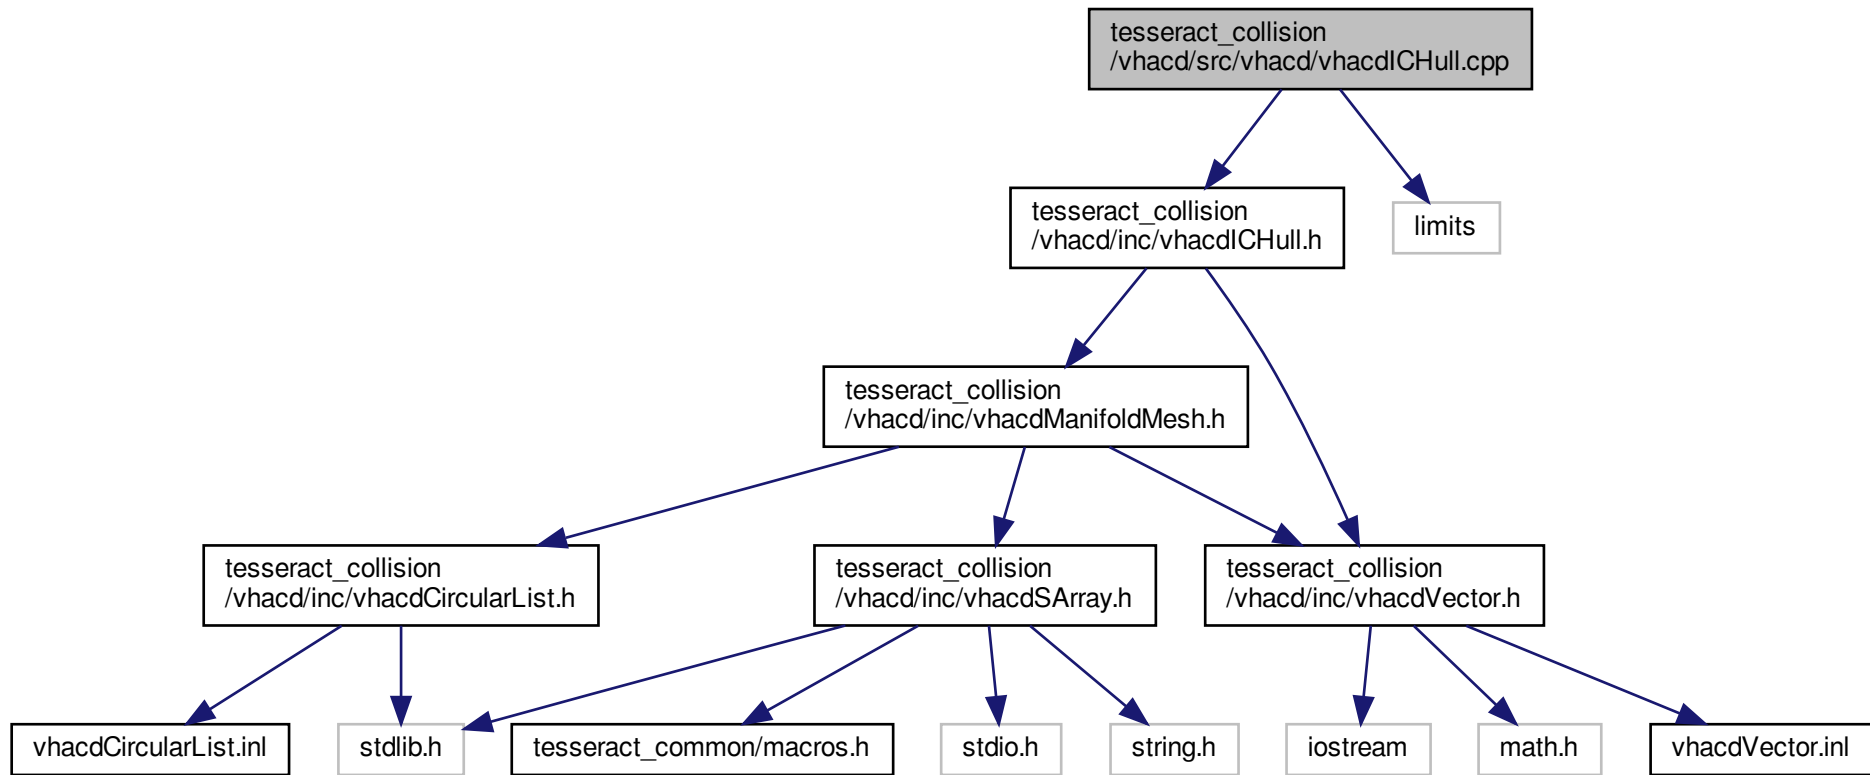 tesseract_collision
/vhacd/src/vhacd/vhacdICHull.cpp
tesseract_collision
/vhacd/inc/vhacdICHull.h
limits
tesseract_collision
/vhacd/inc/vhacdManifoldMesh.h
tesseract_collision
/vhacd/inc/vhacdCircularList.h
tesseract_collision
/vhacd/inc/vhacdSArray.h
tesseract_collision
/vhacd/inc/vhacdVector.h
vhacdCircularList.inl
stdlib.h
tesseract_common/macros.h
stdio.h
string.h
iostream
math.h
vhacdVector.inl